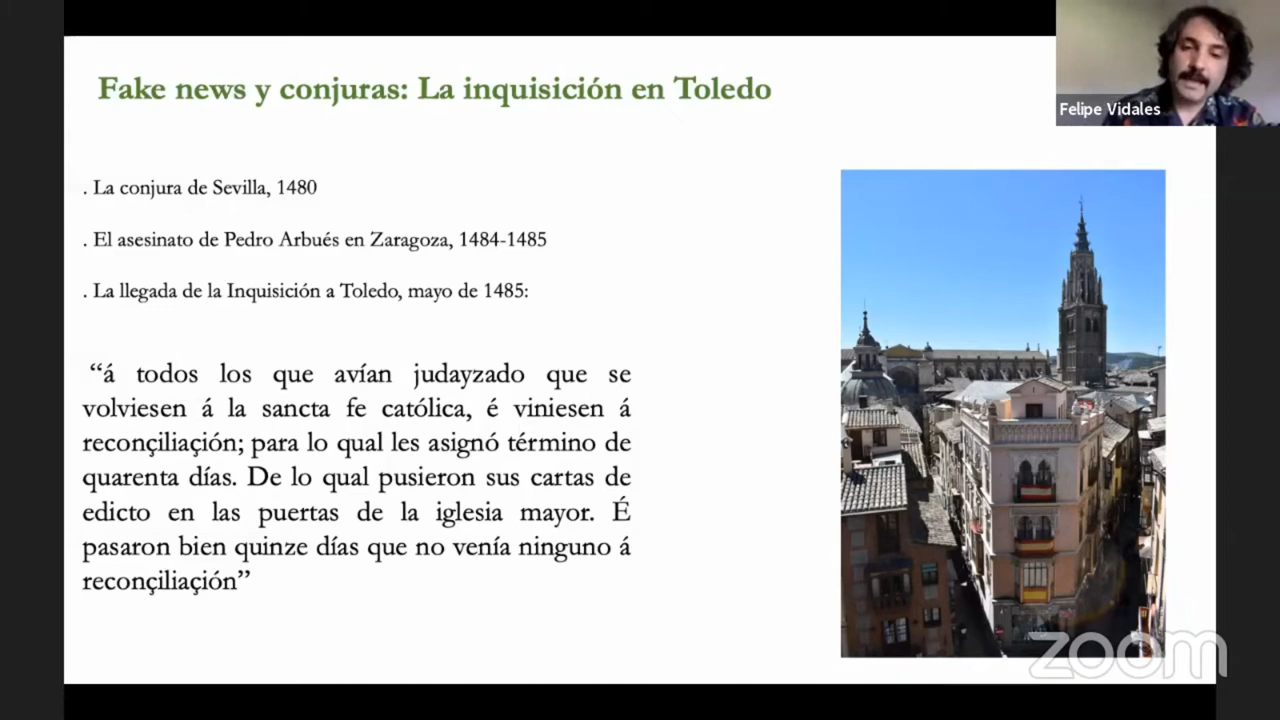 Fake news y conjuras: La inquisición en Toledo
Felipe Vidales
. La conjura de Sevilla, 1480
. El asesinato de Pedro Arbués en Zaragoza, 1484-1485
. La llegada de la Inquisición a Toledo, mayo de 1485:
“á todos los que avían judayzado que se
volviesen á la sancta fe católica, é viniesen á
reconçiliaçión; para lo qual les asignó término de
quarenta días. De lo qual pusieron sus cartas de
edicto en las puertas de la iglesia mayor. É
pasaron bien quinze días que no venía ninguno á
reconçiliaçión”
zoom